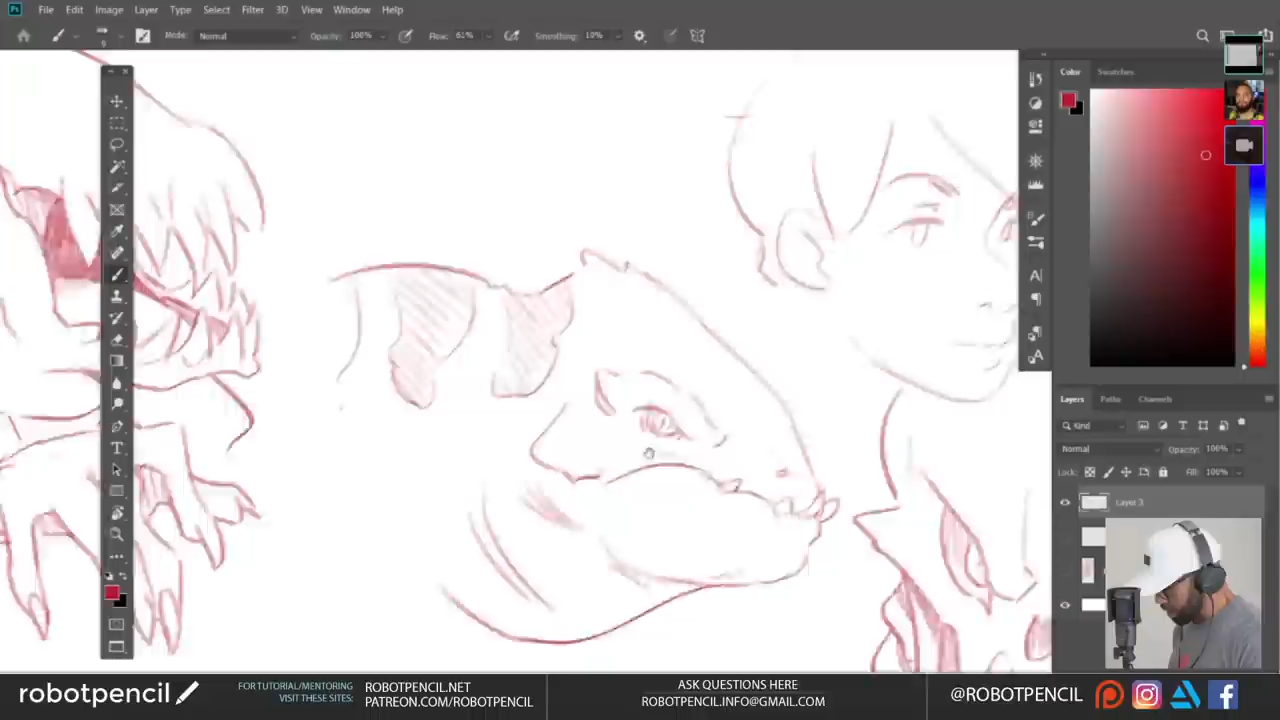 Ps File Edit Image Layer Type Select Filter 3D View Window Help
9 Mode: Normal Opacity: 100% Flow: 61% Smoothing: 10%
Color Swatches
Layers Paths Channels
Kind
Normal Opacity: 100%
Lock: Fill: 100%
Layer 3
robotpencil
FOR TUTORIAL/MENTORING
VISIT THESE SITES:
ROBOTPENCIL.NET
PATREON.COM/ROBOTPENCIL
ASK QUESTIONS HERE
ROBOTPENCIL.INFO@GMAIL.COM
@ROBOTPENCIL